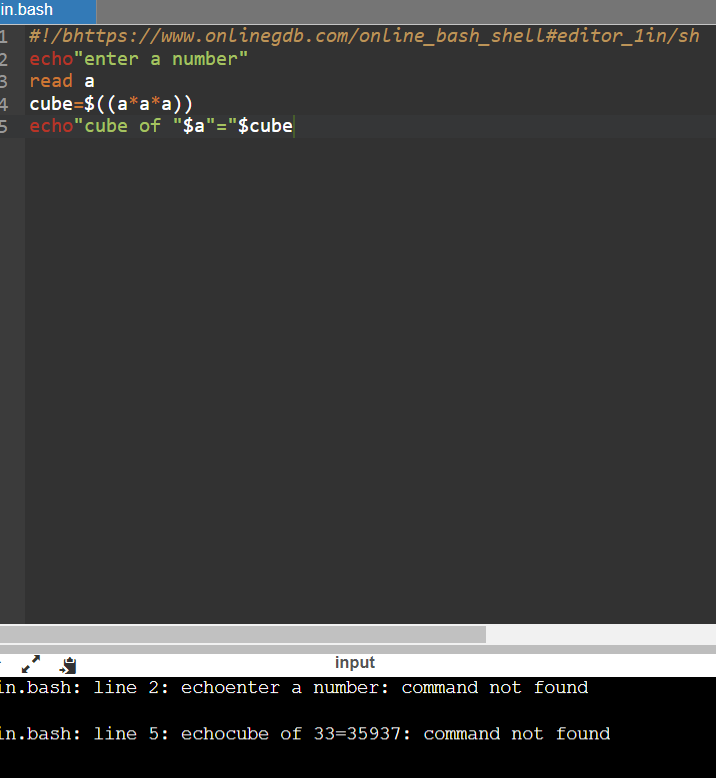 in.bash
1 #!/bhttps://www.onlinegdb.com/online_bash_shell#editor_1in/sh
2 echo"enter a number"
3 read a
4 cube=$((a*a*a))
5 echo"cube of "$a"="$cube
input
in.bash: line 2: echoenter a number: command not found
in.bash: line 5: echocube of 33=35937: command not found